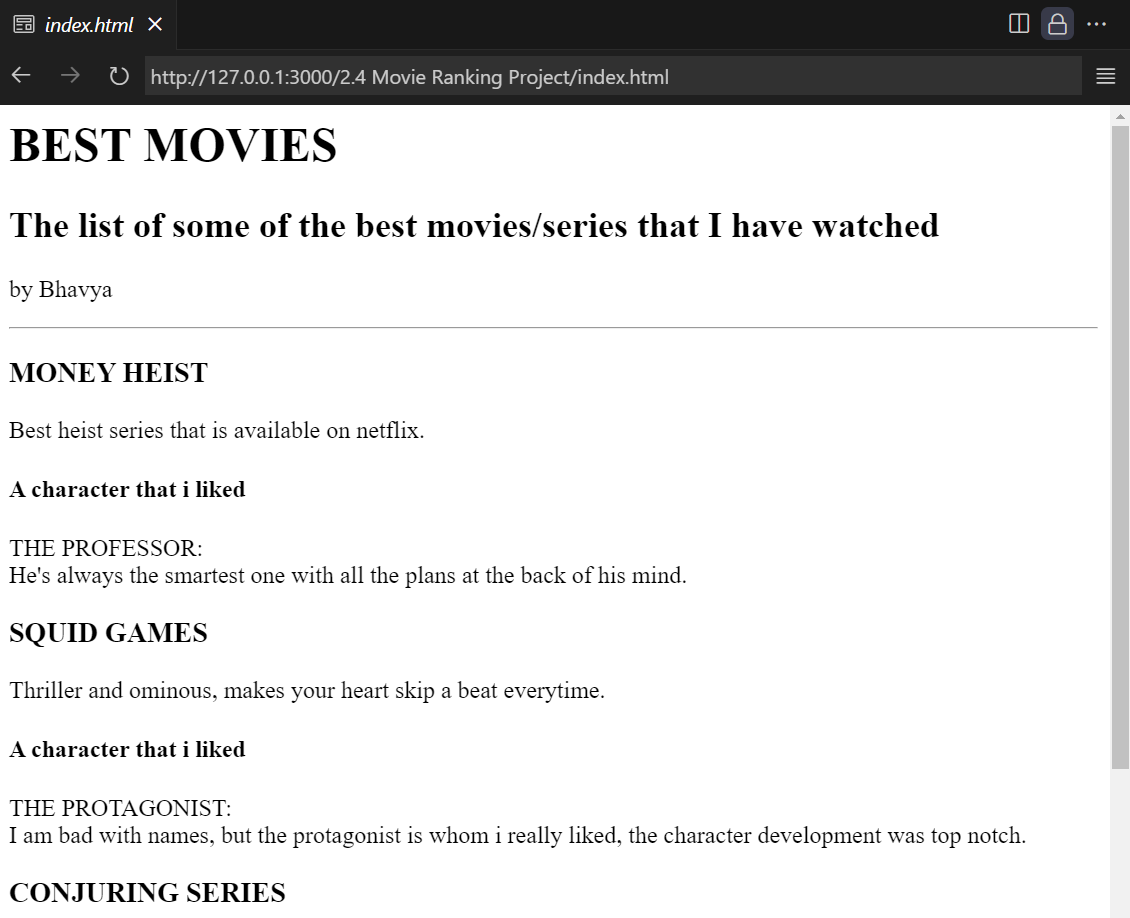 index.html
http://127.0.0.1:3000/2.4 Movie Ranking Project/index.html
BEST MOVIES
The list of some of the best movies/series that I have watched
by Bhavya
MONEY HEIST
Best heist series that is available on netflix.
A character that i liked
THE PROFESSOR:
He's always the smartest one with all the plans at the back of his mind.
SQUID GAMES
Thriller and ominous, makes your heart skip a beat everytime.
A character that i liked
THE PROTAGONIST:
I am bad with names, but the protagonist is whom i really liked, the character development was top notch.
CONJURING SERIES